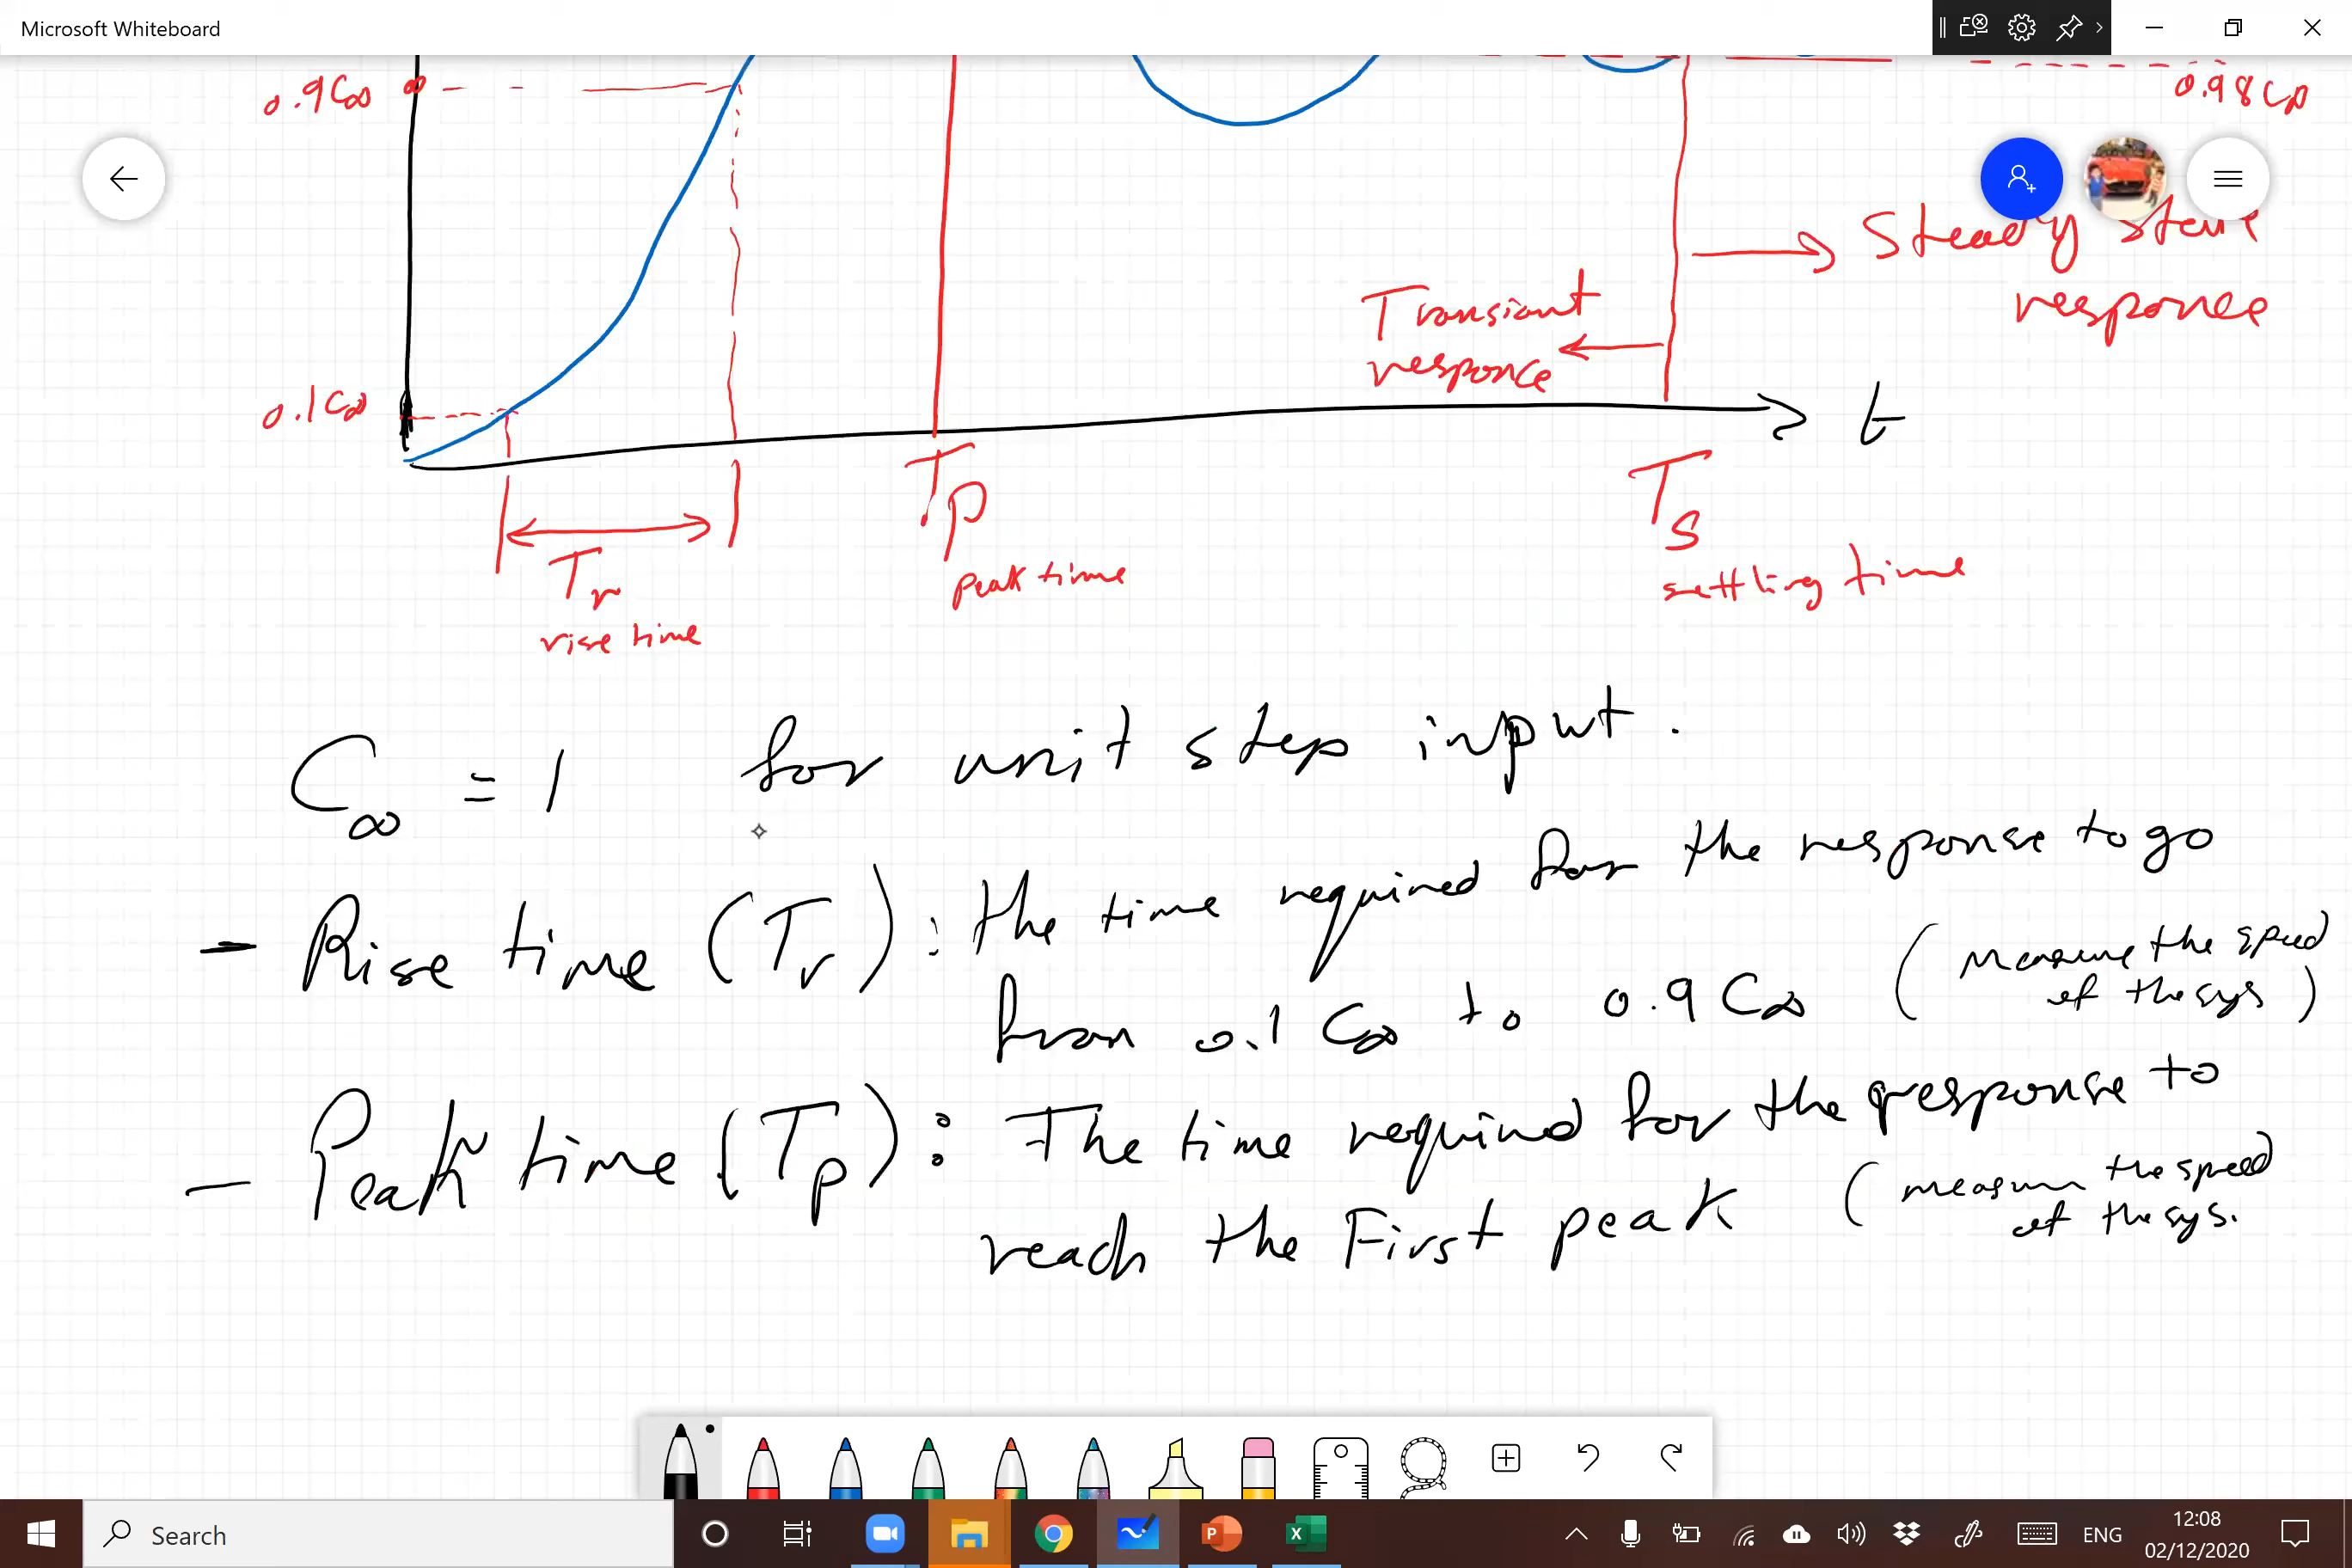 Microsoft Whiteboard
0.9C∞
0.98C∞
Steady state
response
Transiant
responce
0.1C∞
t
Tr
rise time
Tp
peak time
Ts
settling time
C∞ = 1 for unit step input.
- Rise time (Tr) : the time required for the response to go
from 0.1 C∞ to 0.9 C∞ (measure the speed
of the sys)
- Peak time (Tp) : The time required for the response to
reach the First peak (measure the speed
of the sys.
Search
ENG
12:08
02/12/2020